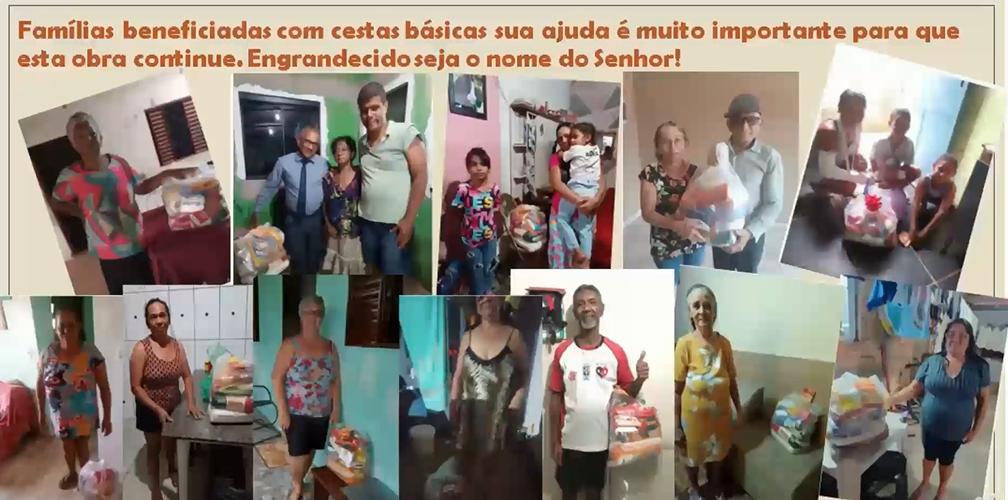 Famílias beneficiadas com cestas básicas sua ajuda é muito importante para que
esta obra continue. Engrandecido seja o nome do Senhor!